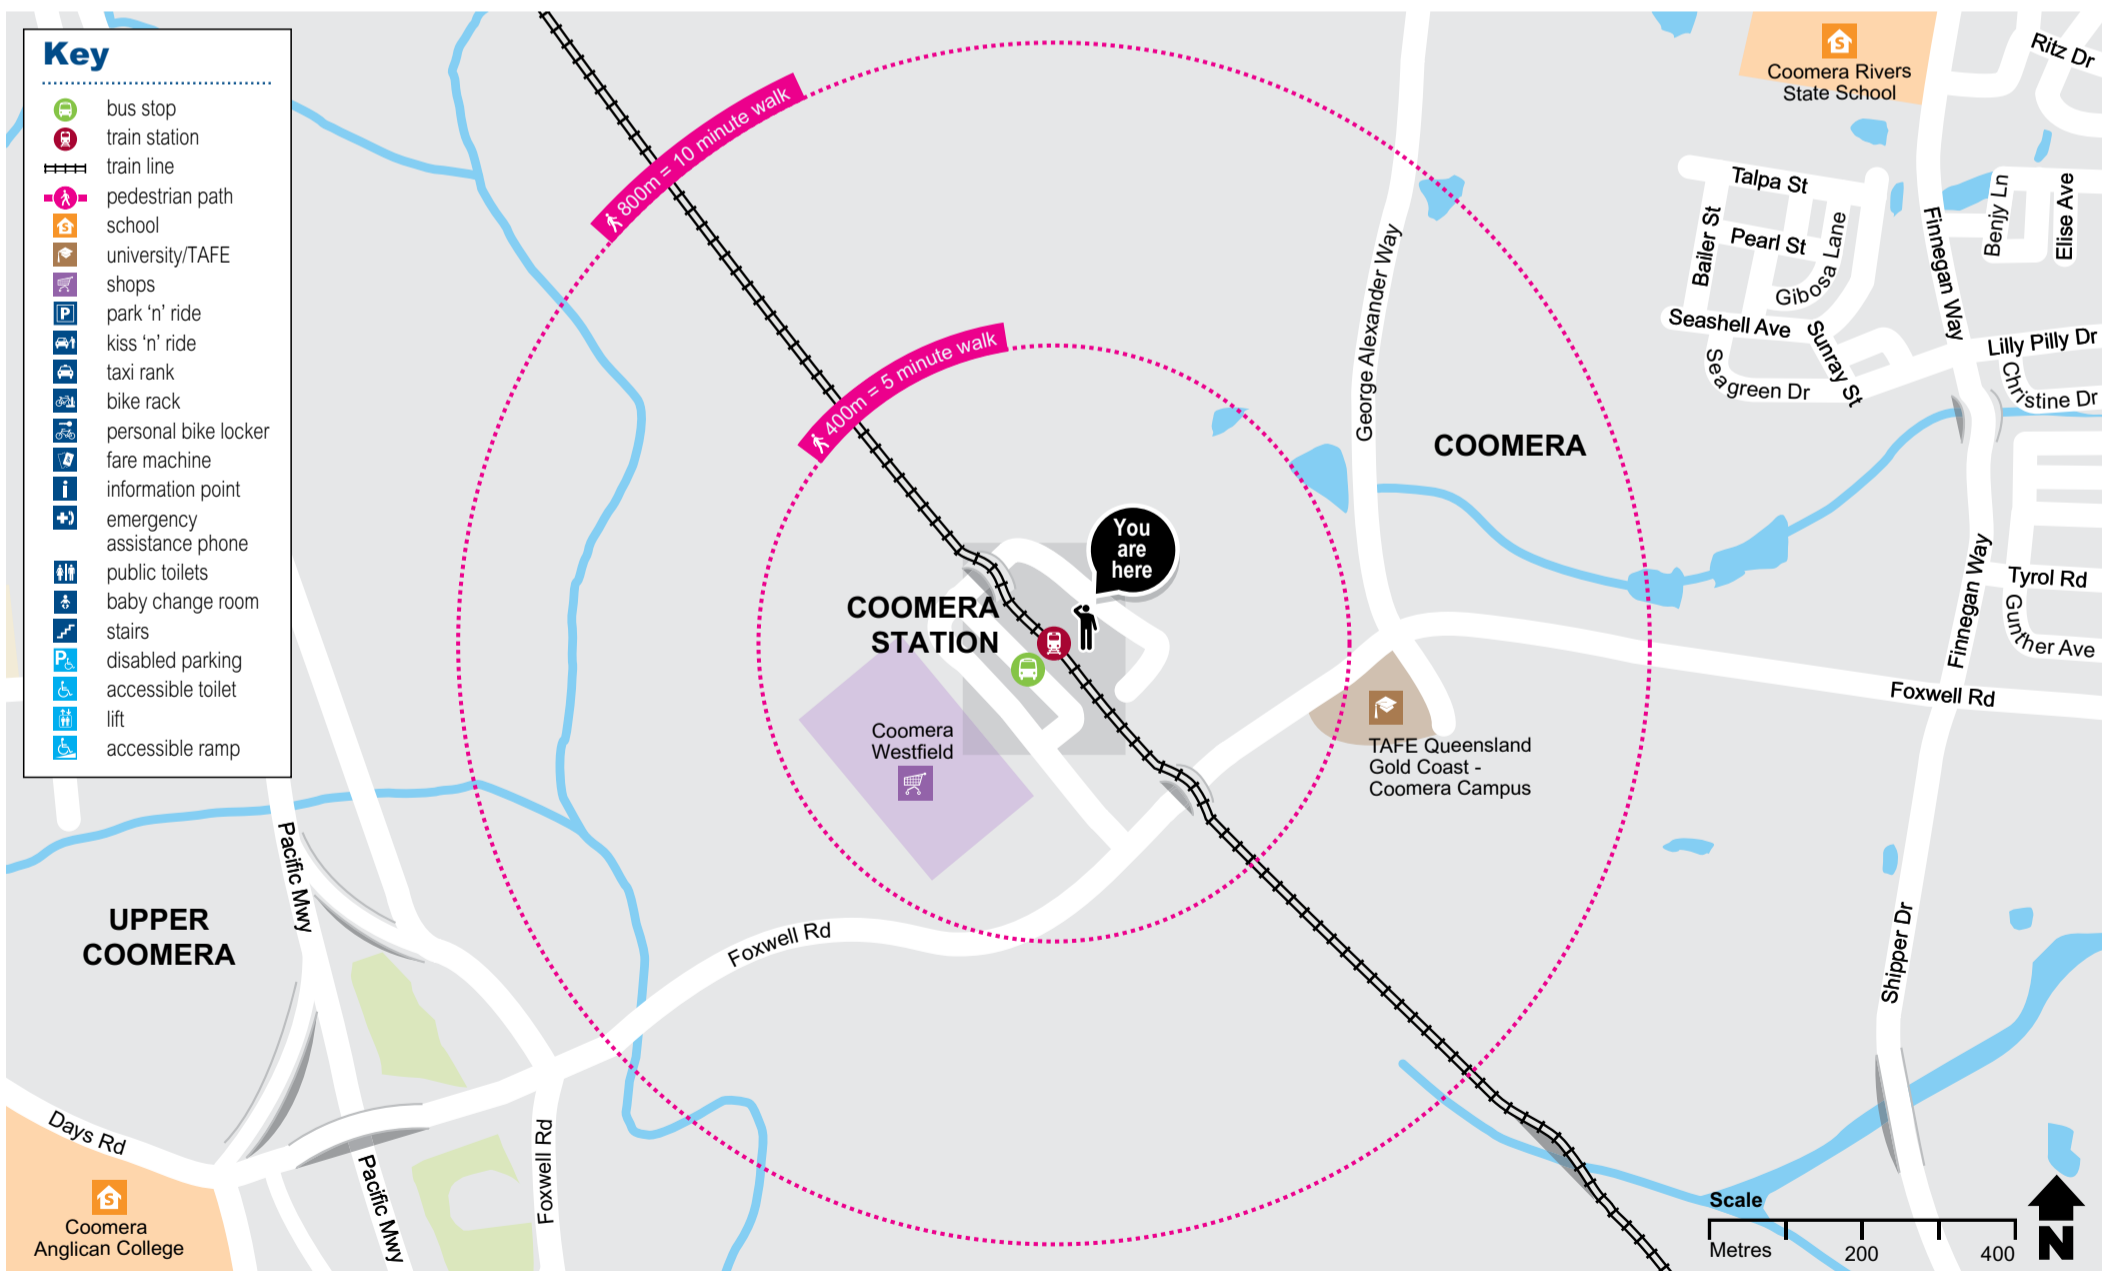 Key
bus stop
train station
train line
pedestrian path
S
school
university/TAFE
shops
P
park ‘n’ ride
kiss ‘n’ ride
taxi rank
bike rack
personal bike locker
fare machine
i
information point
emergency
assistance phone
public toilets
baby change room
stairs
P
disabled parking
accessible toilet
lift
accessible ramp
800m = 10 minute walk
400m = 5 minute walk
You
are
here
COOMERA
STATION
Coomera
Westfield
TAFE Queensland
Gold Coast -
Coomera Campus
COOMERA
George Alexander Way
S
Coomera Rivers
State School
Ritz Dr
Talpa St
Pearl St
Bailer St
Gibosa Lane
Seashell Ave
Sunray St
Seagreen Dr
Finnegan Way
Benjy Ln
Elise Ave
Lilly Pilly Dr
Christine Dr
Finnegan Way
Tyrol Rd
Gunther Ave
Foxwell Rd
Shipper Dr
Pacific Mwy
UPPER
COOMERA
Foxwell Rd
Foxwell Rd
Days Rd
Pacific Mwy
S
Coomera
Anglican College
Scale
Metres 200 400
N